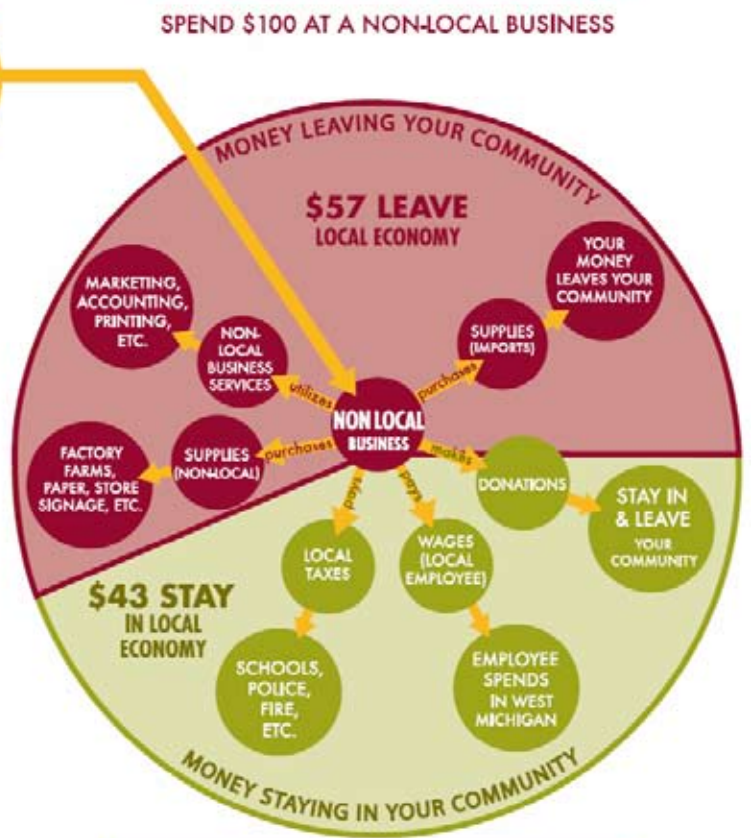 SPEND $100 AT A NON-LOCAL BUSINESS
MONEY LEAVING YOUR COMMUNITY
$57 LEAVE
LOCAL ECONOMY
YOUR
MONEY
LEAVES YOUR
COMMUNITY
SUPPLIES
(IMPORTS)
purchases
MARKETING,
ACCOUNTING,
PRINTING,
ETC.
NON-
LOCAL
BUSINESS
SERVICES
utilizes
NON LOCAL
BUSINESS
FACTORY
FARMS,
PAPER, STORE
SIGNAGE, ETC.
SUPPLIES
(NON-LOCAL)
purchases
makes
DONATIONS
STAY IN
& LEAVE
YOUR
COMMUNITY
pays
LOCAL
TAXES
SCHOOLS,
POLICE,
FIRE,
ETC.
pays
WAGES
(LOCAL
EMPLOYEE)
EMPLOYEE
SPENDS
IN WEST
MICHIGAN
$43 STAY
IN LOCAL
ECONOMY
MONEY STAYING IN YOUR COMMUNITY